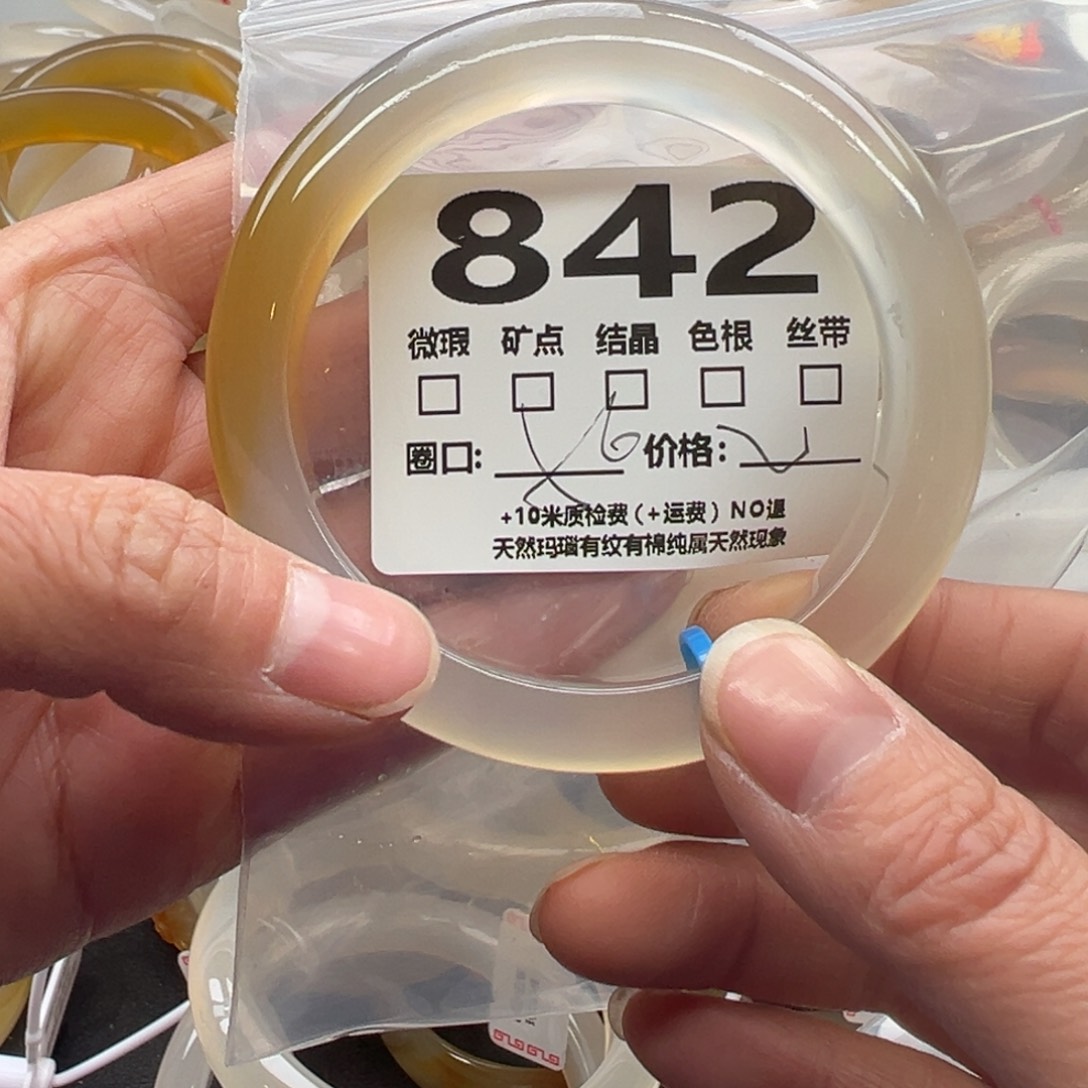 842
微瑕 矿点 结晶 色根 丝带
圈口: 价格:
+10米质检费(+运费) NO退
天然玛瑙有纹有棉纯属天然现象